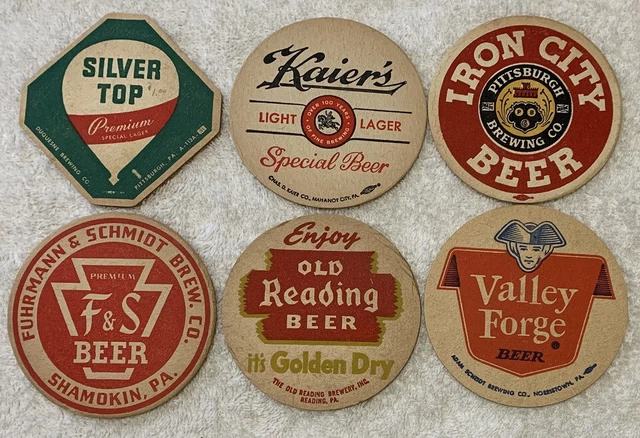 SILVER
TOP
$1.00
Premium
SPECIAL LAGER
DUQUESNE BREWING CO.
PITTSBURGH, PA. A-113A
Kaier's
LIGHT LAGER
OVER 100 YEARS
OF FINE BREWING
Special Beer
CHAS. D. KAIER CO., MAHANOY CITY, PA.
IRON CITY
PITTSBURGH
BREWING CO.
BEER
FUHRMANN & SCHMIDT BREW. CO.
PREMIUM
F&S
BEER
SHAMOKIN, PA.
Enjoy
OLD
Reading
BEER
it's Golden Dry
THE OLD READING BREWERY, INC.
READING, PA.
Valley
Forge
BEER
ADAM SCHEIDT BREWING CO., NORRISTOWN, PA.